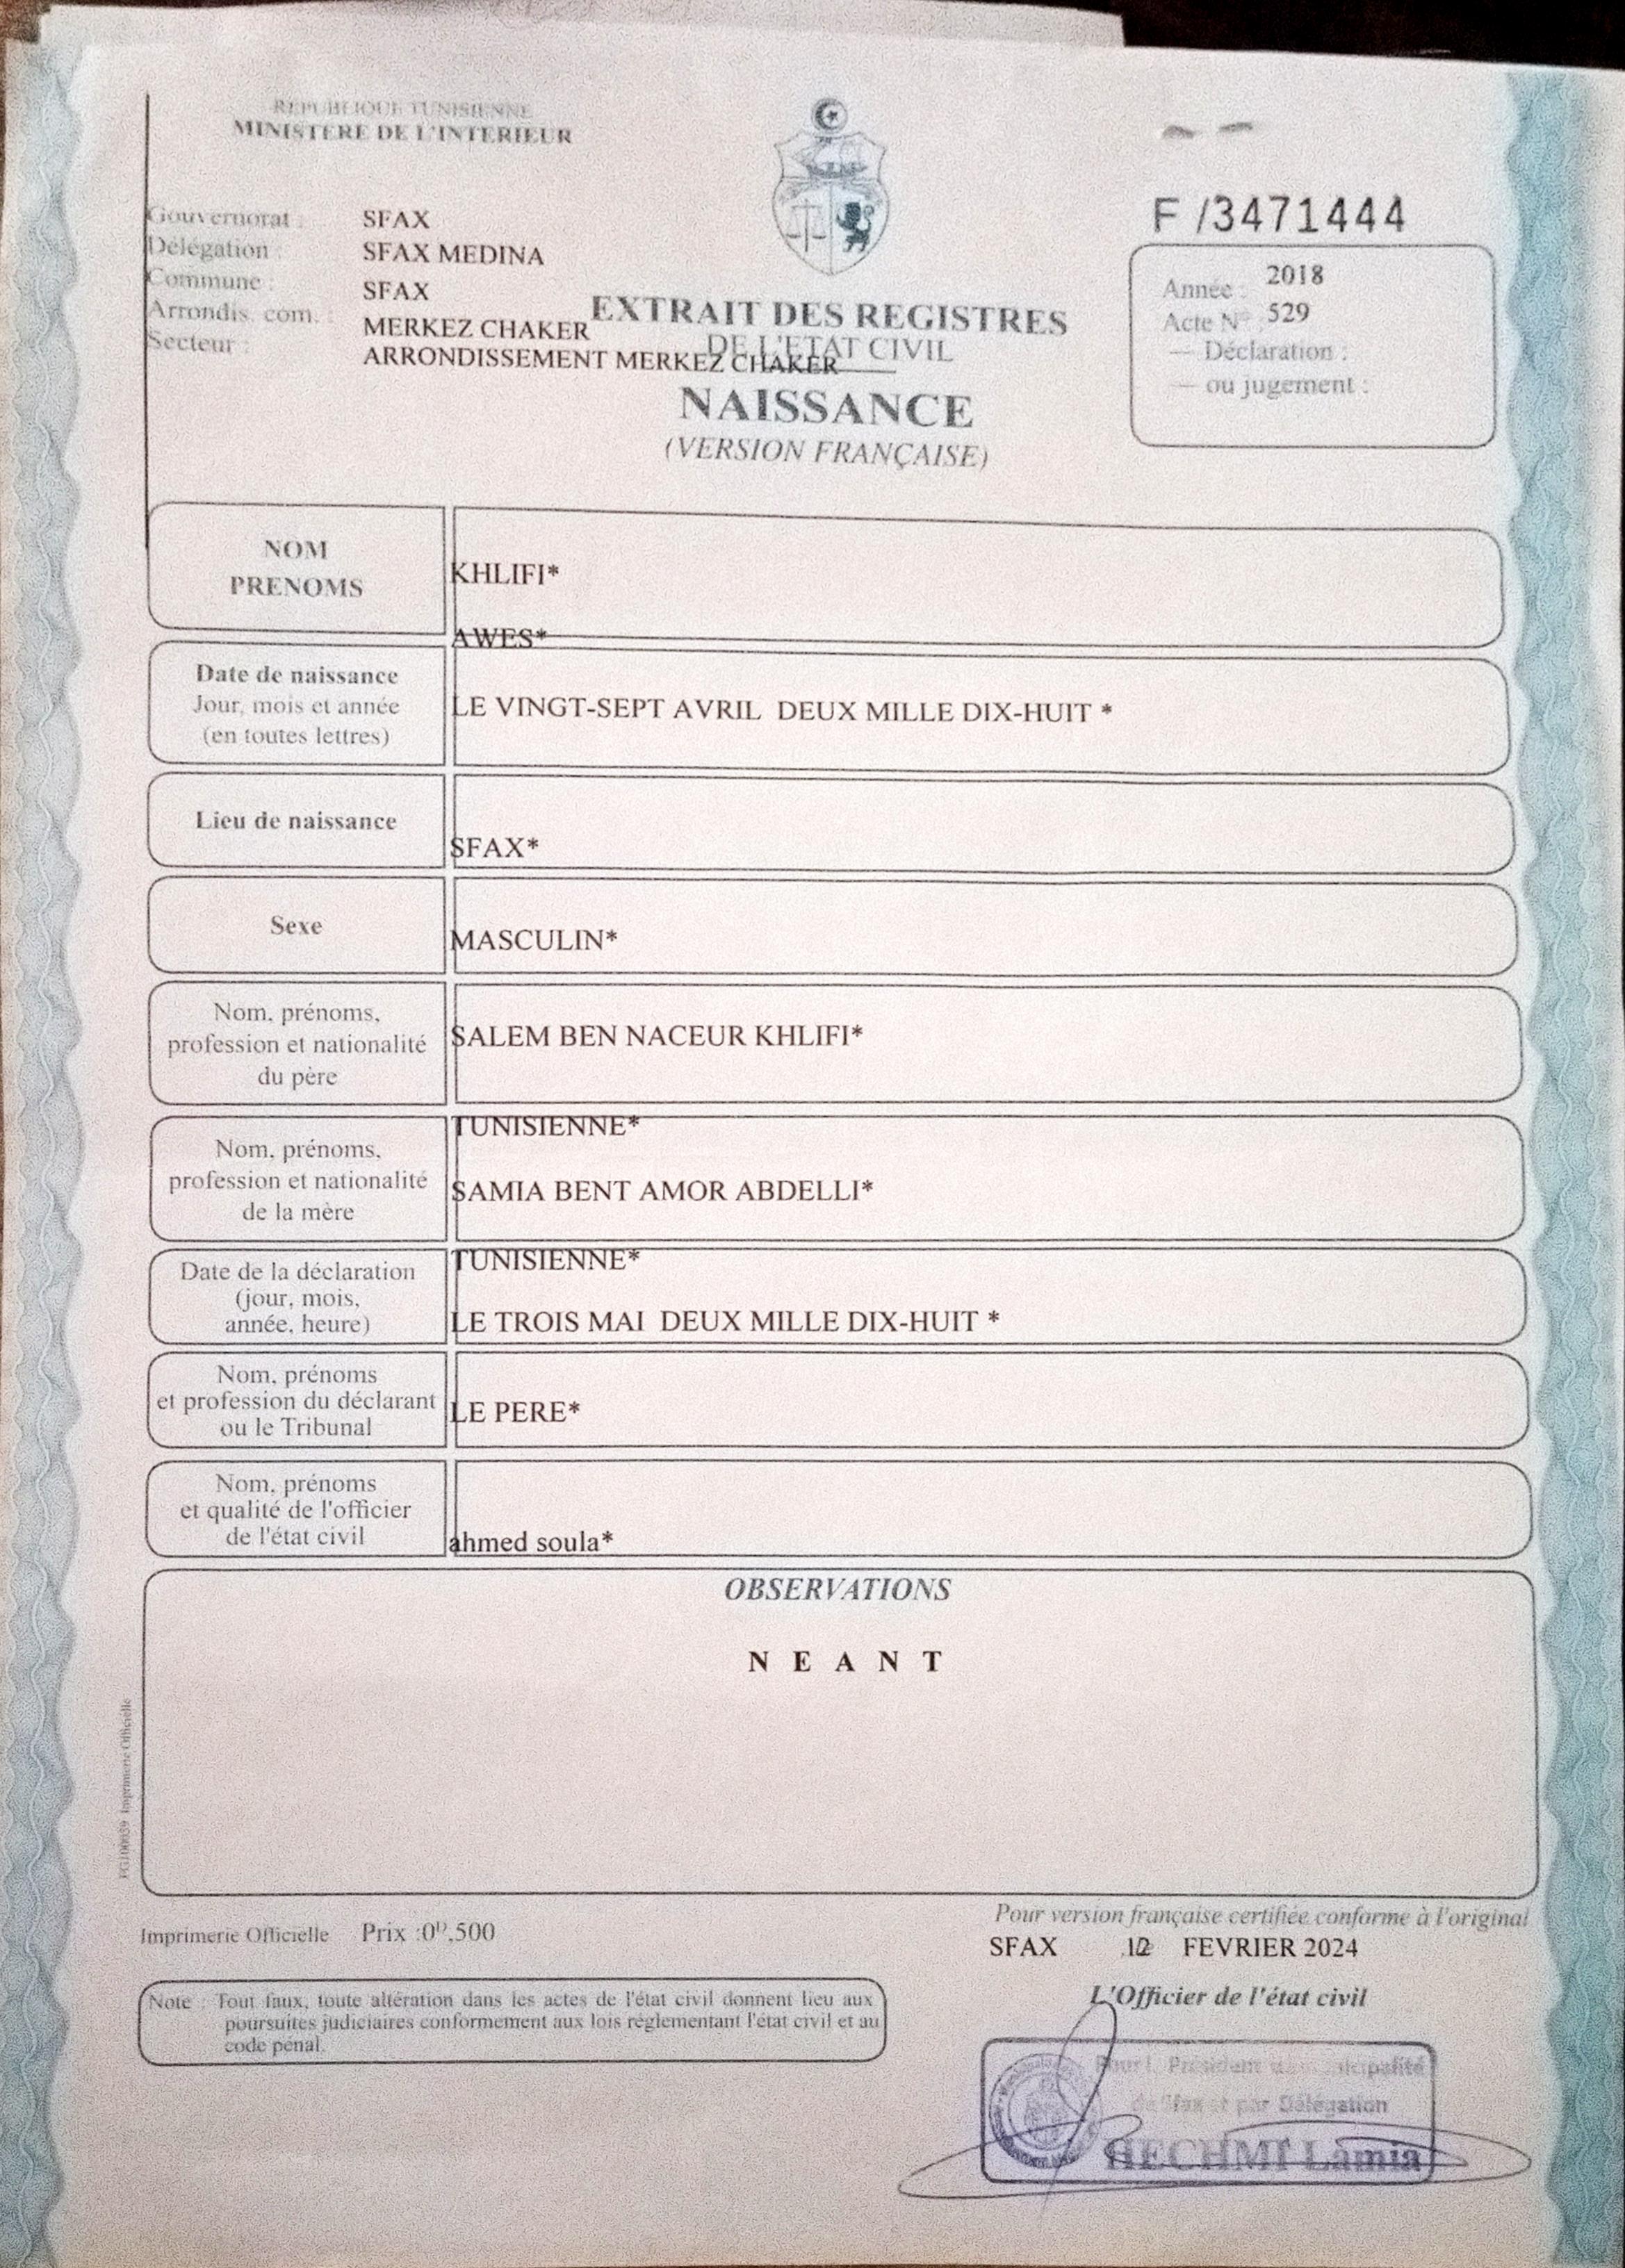 REPUBLIQUE TUNISIENNE
MINISTERE DE L'INTERIEUR
Gouvernorat : SFAX
Délégation : SFAX MEDINA
Commune : SFAX
Arrondis. com. : MERKEZ CHAKER
Secteur : ARRONDISSEMENT MERKEZ CHAKER
EXTRAIT DES REGISTRES
DE L'ETAT CIVIL
NAISSANCE
(VERSION FRANÇAISE)
F /3471444
Année : 2018
Acte N° : 529
— Déclaration :
— ou jugement :
NOM
PRENOMS
KHLIFI*
AWES*
Date de naissance
Jour, mois et année
(en toutes lettres)
LE VINGT-SEPT AVRIL DEUX MILLE DIX-HUIT *
Lieu de naissance
SFAX*
Sexe
MASCULIN*
Nom, prénoms,
profession et nationalité
du père
SALEM BEN NACEUR KHLIFI*
TUNISIENNE*
Nom, prénoms,
profession et nationalité
de la mère
SAMIA BENT AMOR ABDELLI*
TUNISIENNE*
Date de la déclaration
(jour, mois,
année, heure)
LE TROIS MAI DEUX MILLE DIX-HUIT *
Nom, prénoms
et profession du déclarant
ou le Tribunal
LE PERE*
Nom, prénoms
et qualité de l'officier
de l'état civil
ahmed soula*
OBSERVATIONS
N E A N T
Imprimerie Officielle
Imprimerie Officielle Prix :0D,500
Pour version française certifiée conforme à l'original
SFAX 12 FEVRIER 2024
L'Officier de l'état civil
Note : Tout faux, toute altération dans les actes de l'état civil donnent lieu aux
poursuites judiciaires conformement aux lois réglementant l'état civil et au
code pénal.
Président
et par Délégation
HECHMI Lamia